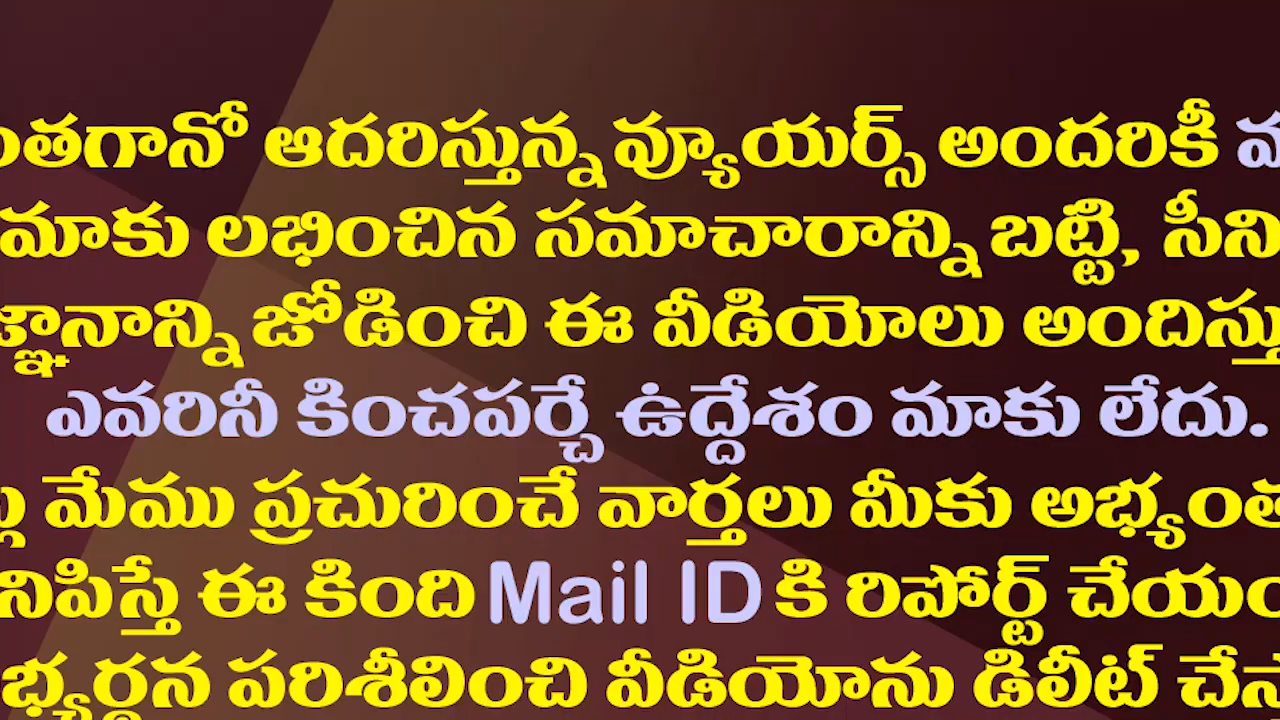 ంతగానో ఆదరిస్తున్న వ్యూయర్స్ అందరికీ
మాకు లభించిన సమాచారాన్ని బట్టి, సీని
జ్ఞానాన్ని జోడించి ఈ వీడియోలు అందిస్తు
ఎవరినీ కించపర్చే ఉద్దేశం మాకు లేదు.
మేము ప్రచురించే వార్తలు మీకు అభ్యంత
నిపిస్తే ఈ కింది Mail ID కి రిపోర్ట్ చేయం
భ్యర్థన పరిశీలించి వీడియోను డిలీట్ చేస